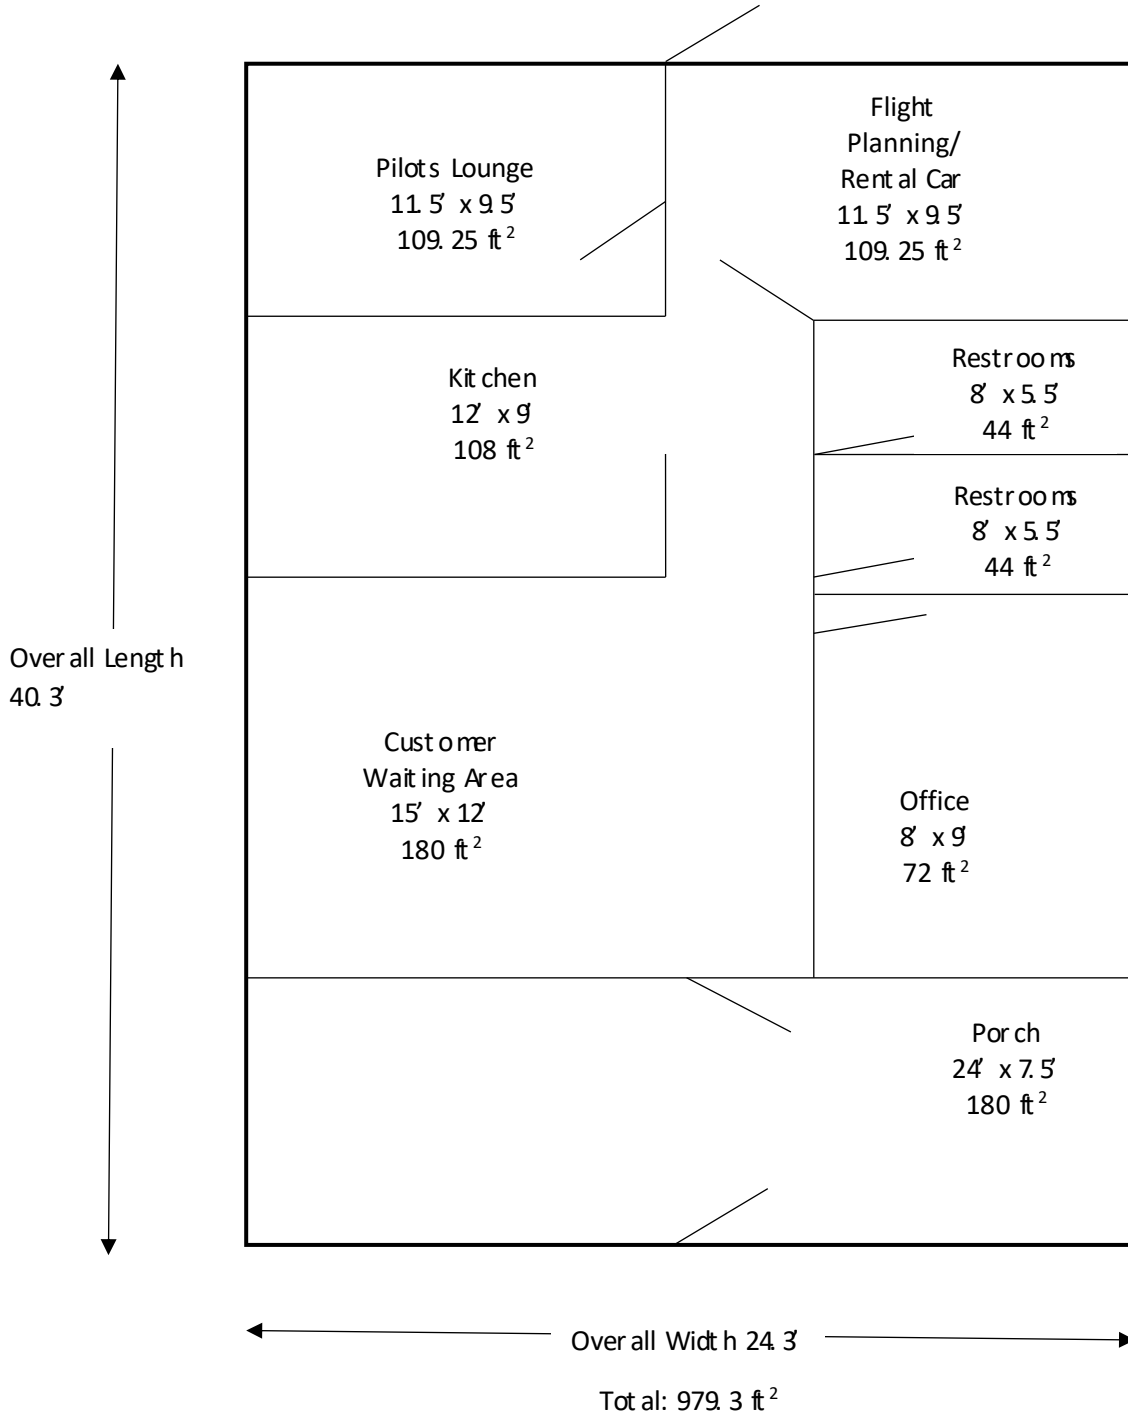 Pilots Lounge
11.5' x 9.5'
109.25 ft²
Flight
Planning/
Rental Car
11.5' x 9.5'
109.25 ft²
Kitchen
12' x 9'
108 ft²
Restrooms
8' x 5.5'
44 ft²
Restrooms
8' x 5.5'
44 ft²
Overall Length
40.3'
Customer
Waiting Area
15' x 12'
180 ft²
Office
8' x 9'
72 ft²
Porch
24' x 7.5'
180 ft²
Overall Width 24.3'
Total: 979.3 ft²